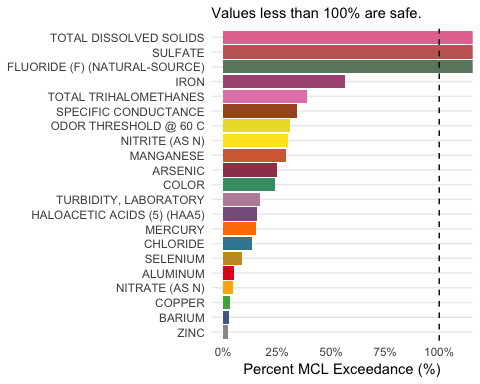 Values less than 100% are safe.
TOTAL DISSOLVED SOLIDS
SULFATE
FLUORIDE (F) (NATURAL-SOURCE)
IRON
TOTAL TRIHALOMETHANES
SPECIFIC CONDUCTANCE
ODOR THRESHOLD @ 60 C
NITRITE (AS N)
MANGANESE
ARSENIC
COLOR
TURBIDITY, LABORATORY
HALOACETIC ACIDS (5) (HAA5)
MERCURY
CHLORIDE
SELENIUM
ALUMINUM
NITRATE (AS N)
COPPER
BARIUM
ZINC
0% 25% 50% 75% 100%
Percent MCL Exceedance (%)